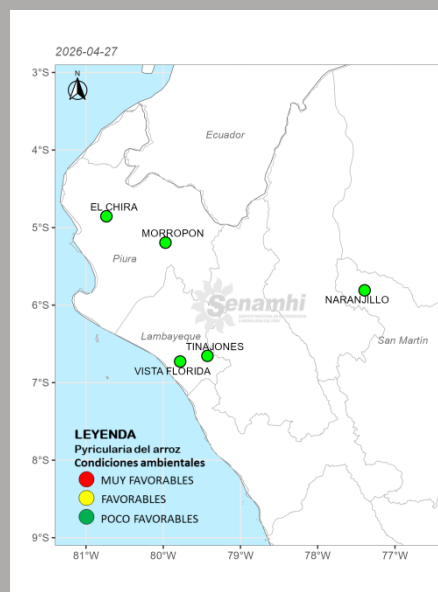 2026-04-27
3°S
N
4°S
Ecuador
EL CHIRA
5°S
MORROPON
Piura
NARANJILLO
6°S
Senamhi
Lambayeque
San Martin
TINAJONES
VISTA FLORIDA
7°S
LEYENDA
Pyricularia del arroz
Condiciones ambientales
8°S
MUY FAVORABLES
FAVORABLES
POCO FAVORABLES
9°S
81°W 80°W 79°W 78°W 77°W